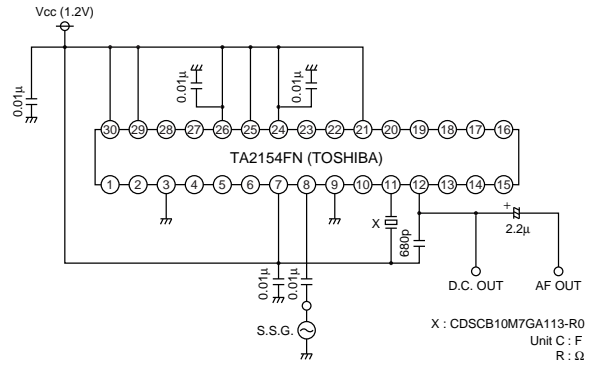 Vcc (1.2V)
0.01μ
0.01μ
0.01μ
30 29 28 27 26 25 24 23 22 21 20 19 18 17 16
TA2154FN (TOSHIBA)
1 2 3 4 5 6 7 8 9 10 11 12 13 14 15
X
680p
+
2.2μ
0.01μ
0.01μ
D.C. OUT
AF OUT
S.S.G.
X : CDSCB10M7GA113-R0
Unit C : F
R : Ω